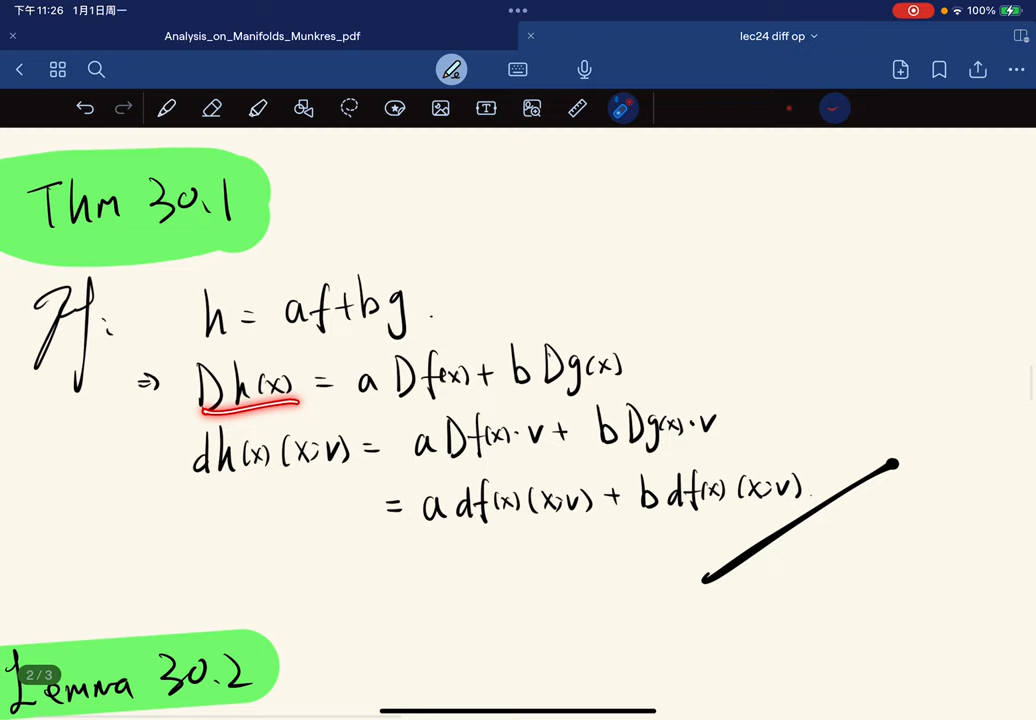 下午11:26 1月1日周一
100%
Analysis_on_Manifolds_Munkres_pdf
lec24 diff op
Thm 30.1
Pf:
h = af+bg.
⇒ Dh(x) = a Df(x) + b Dg(x)
dh(x)(x;v) = a Df(x)·v + b Dg(x)·v
= a df(x)(x;v) + b df(x)(x;v).
2/3
Lemma 30.2